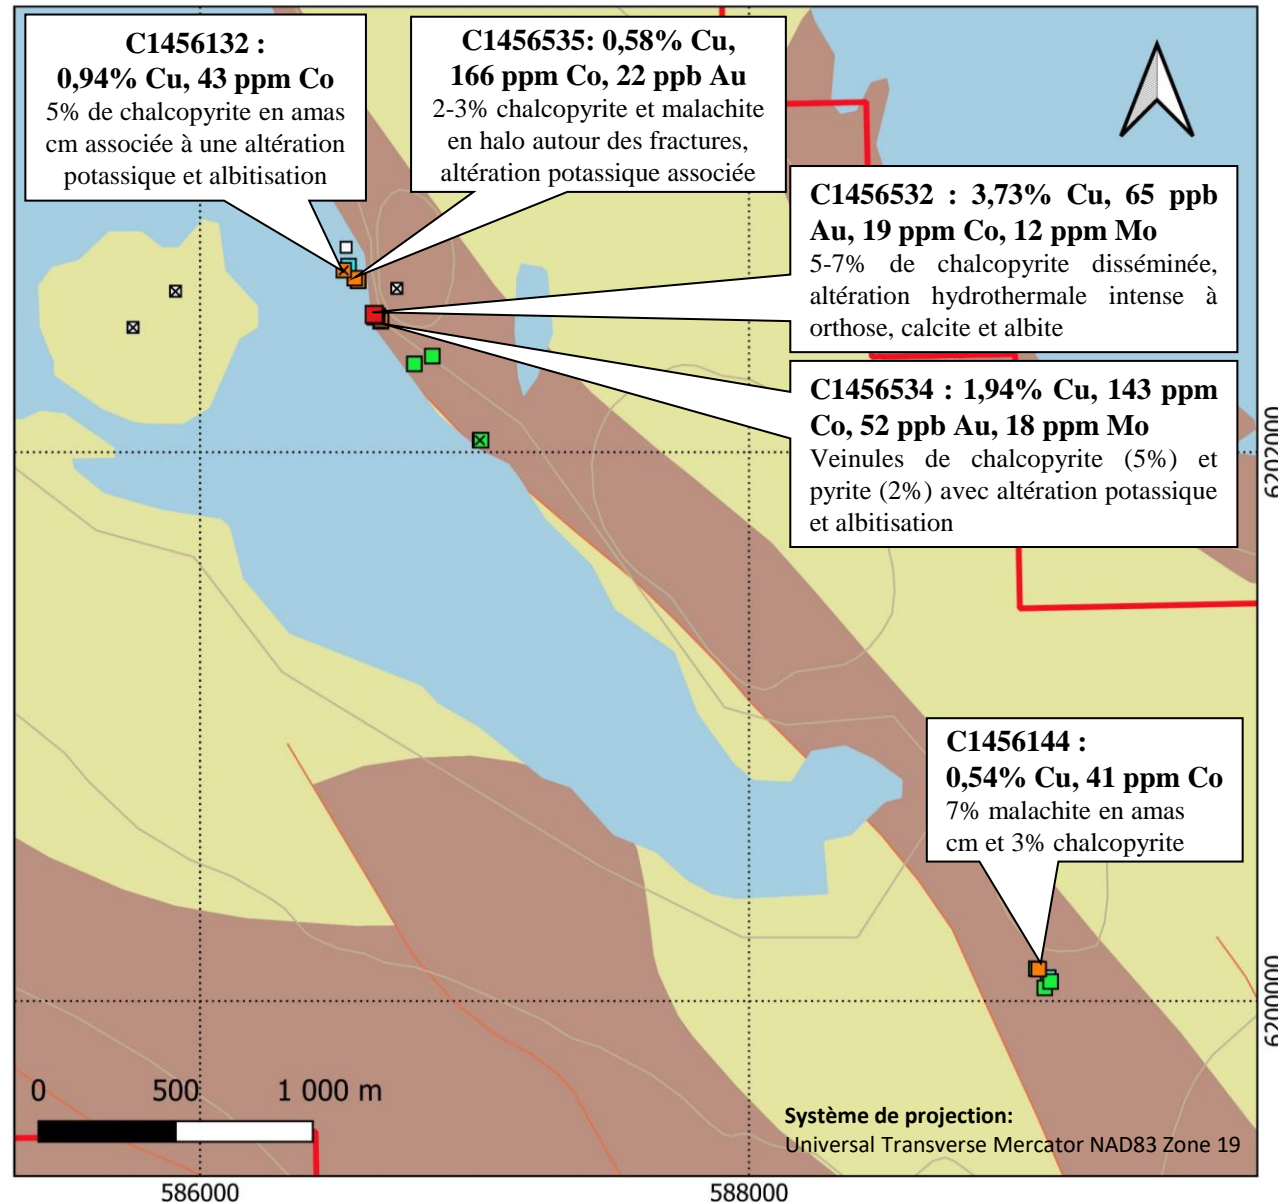 C1456132 :
0,94% Cu, 43 ppm Co
5% de chalcopyrite en amas
cm associée à une altération
potassique et albitisation
C1456535: 0,58% Cu,
166 ppm Co, 22 ppb Au
2-3% chalcopyrite et malachite
en halo autour des fractures,
altération potassique associée
C1456532 : 3,73% Cu, 65 ppb
Au, 19 ppm Co, 12 ppm Mo
5-7% de chalcopyrite disséminée,
altération hydrothermale intense à
orthose, calcite et albite
C1456534 : 1,94% Cu, 143 ppm
Co, 52 ppb Au, 18 ppm Mo
Veinules de chalcopyrite (5%) et
pyrite (2%) avec altération potassique
et albitisation
6202000
C1456144 :
0,54% Cu, 41 ppm Co
7% malachite en amas
cm et 3% chalcopyrite
6200000
0 500 1 000 m
Système de projection:
Universal Transverse Mercator NAD83 Zone 19
586000 588000